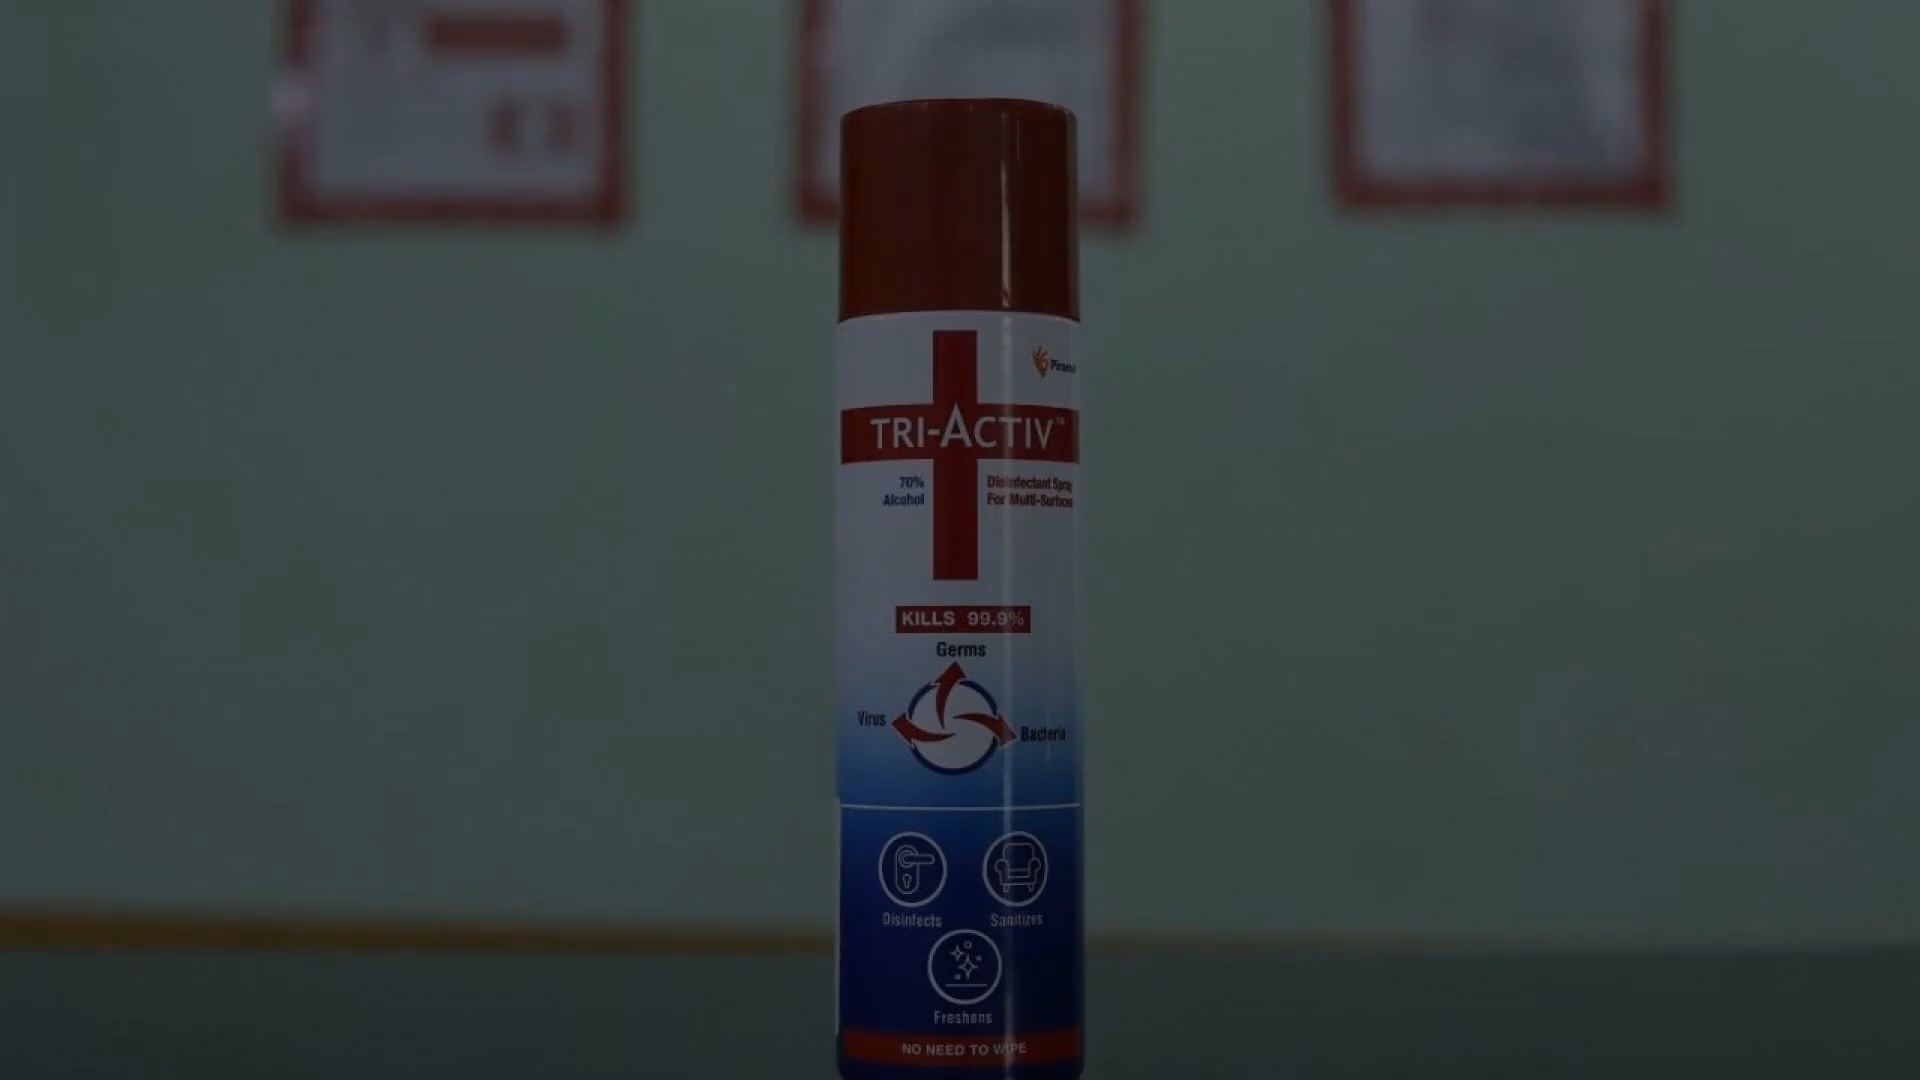 Piramal
TRI-ACTIV™
70%
Alcohol
Disinfectant Spray
For Multi-Surfaces
KILLS 99.9%
Germs
Virus
Bacteria
Disinfects
Sanitizes
Freshens
NO NEED TO WIPE